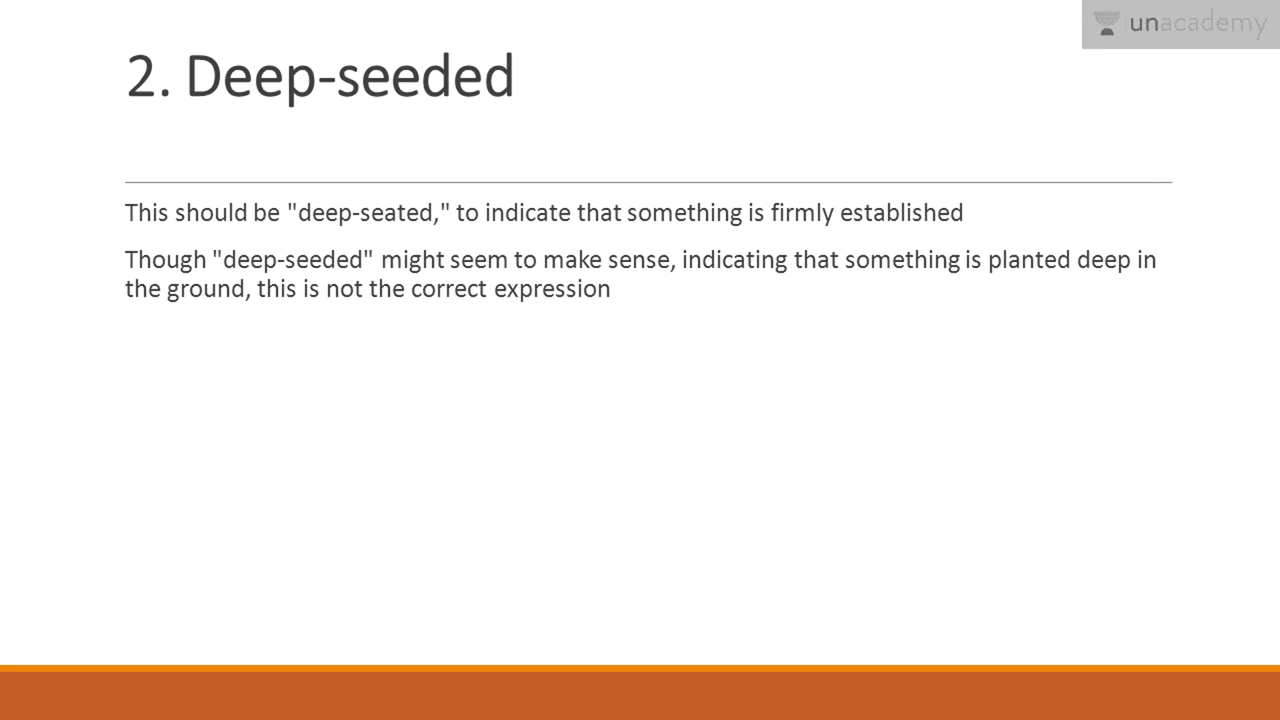 unacademy
2. Deep-seeded
This should be "deep-seated," to indicate that something is firmly established
Though "deep-seeded" might seem to make sense, indicating that something is planted deep in
the ground, this is not the correct expression